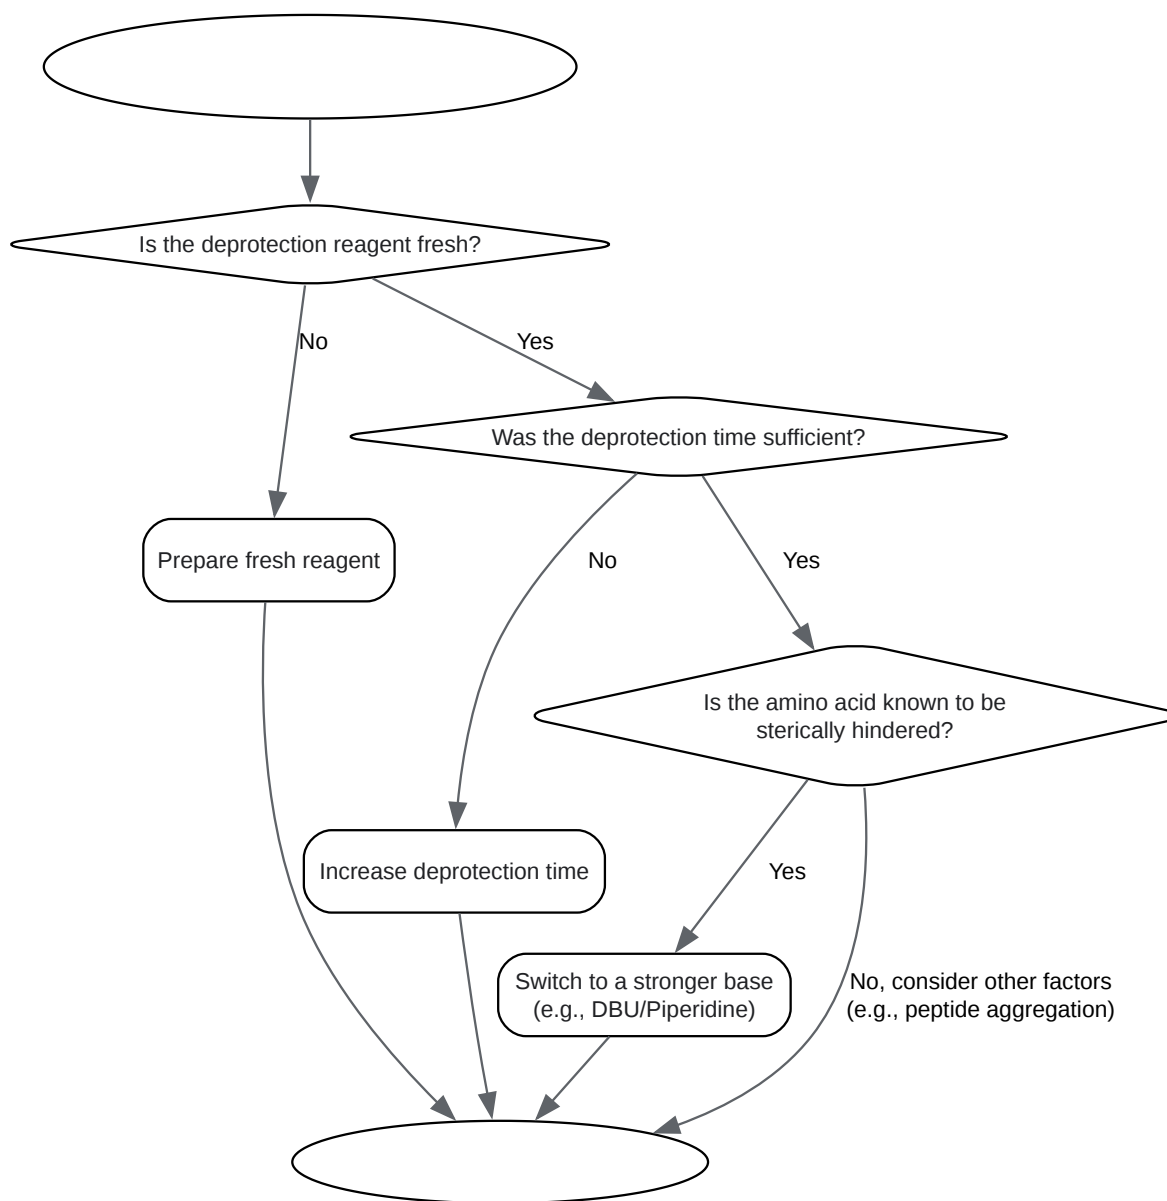 Is the deprotection reagent fresh?
No
Yes
Was the deprotection time sufficient?
Prepare fresh reagent
No
Yes
Is the amino acid known to be
sterically hindered?
Increase deprotection time
Yes
Switch to a stronger base
(e.g., DBU/Piperidine)
No, consider other factors
(e.g., peptide aggregation)